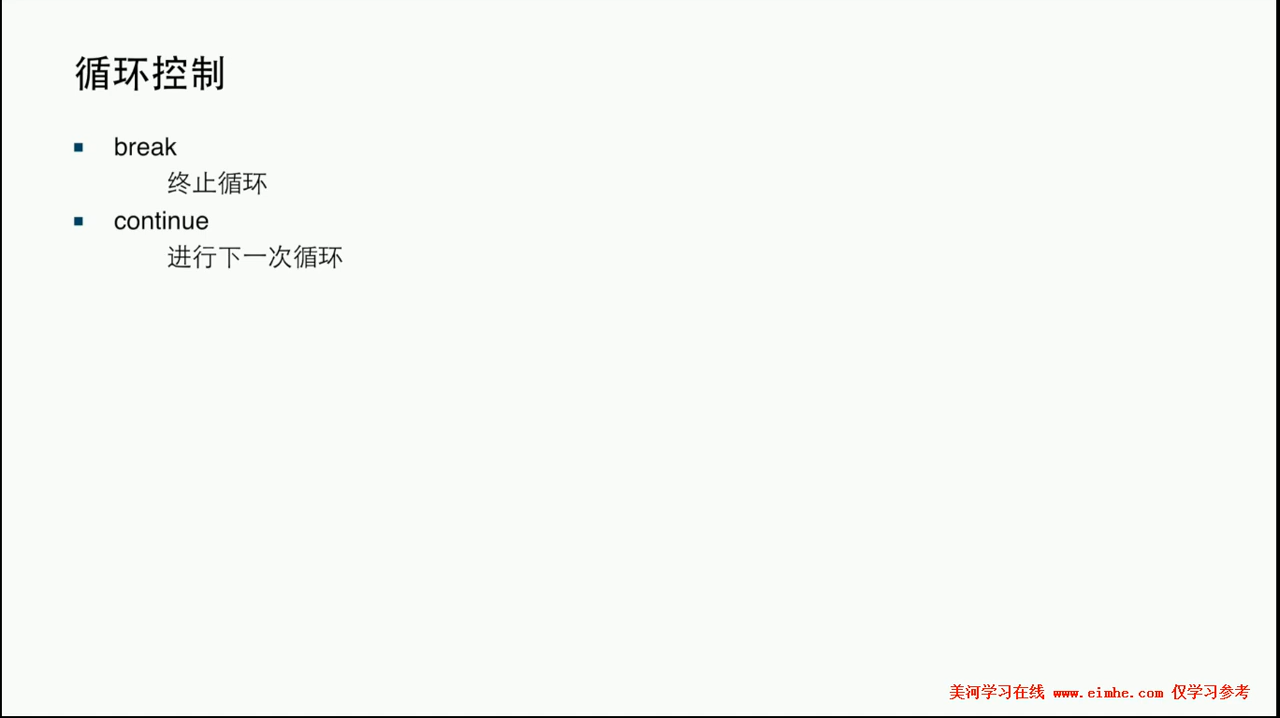 循环控制
break
终止循环
continue
进行下一次循环
美河学习在线 www.eimhe.com 仅学习参考